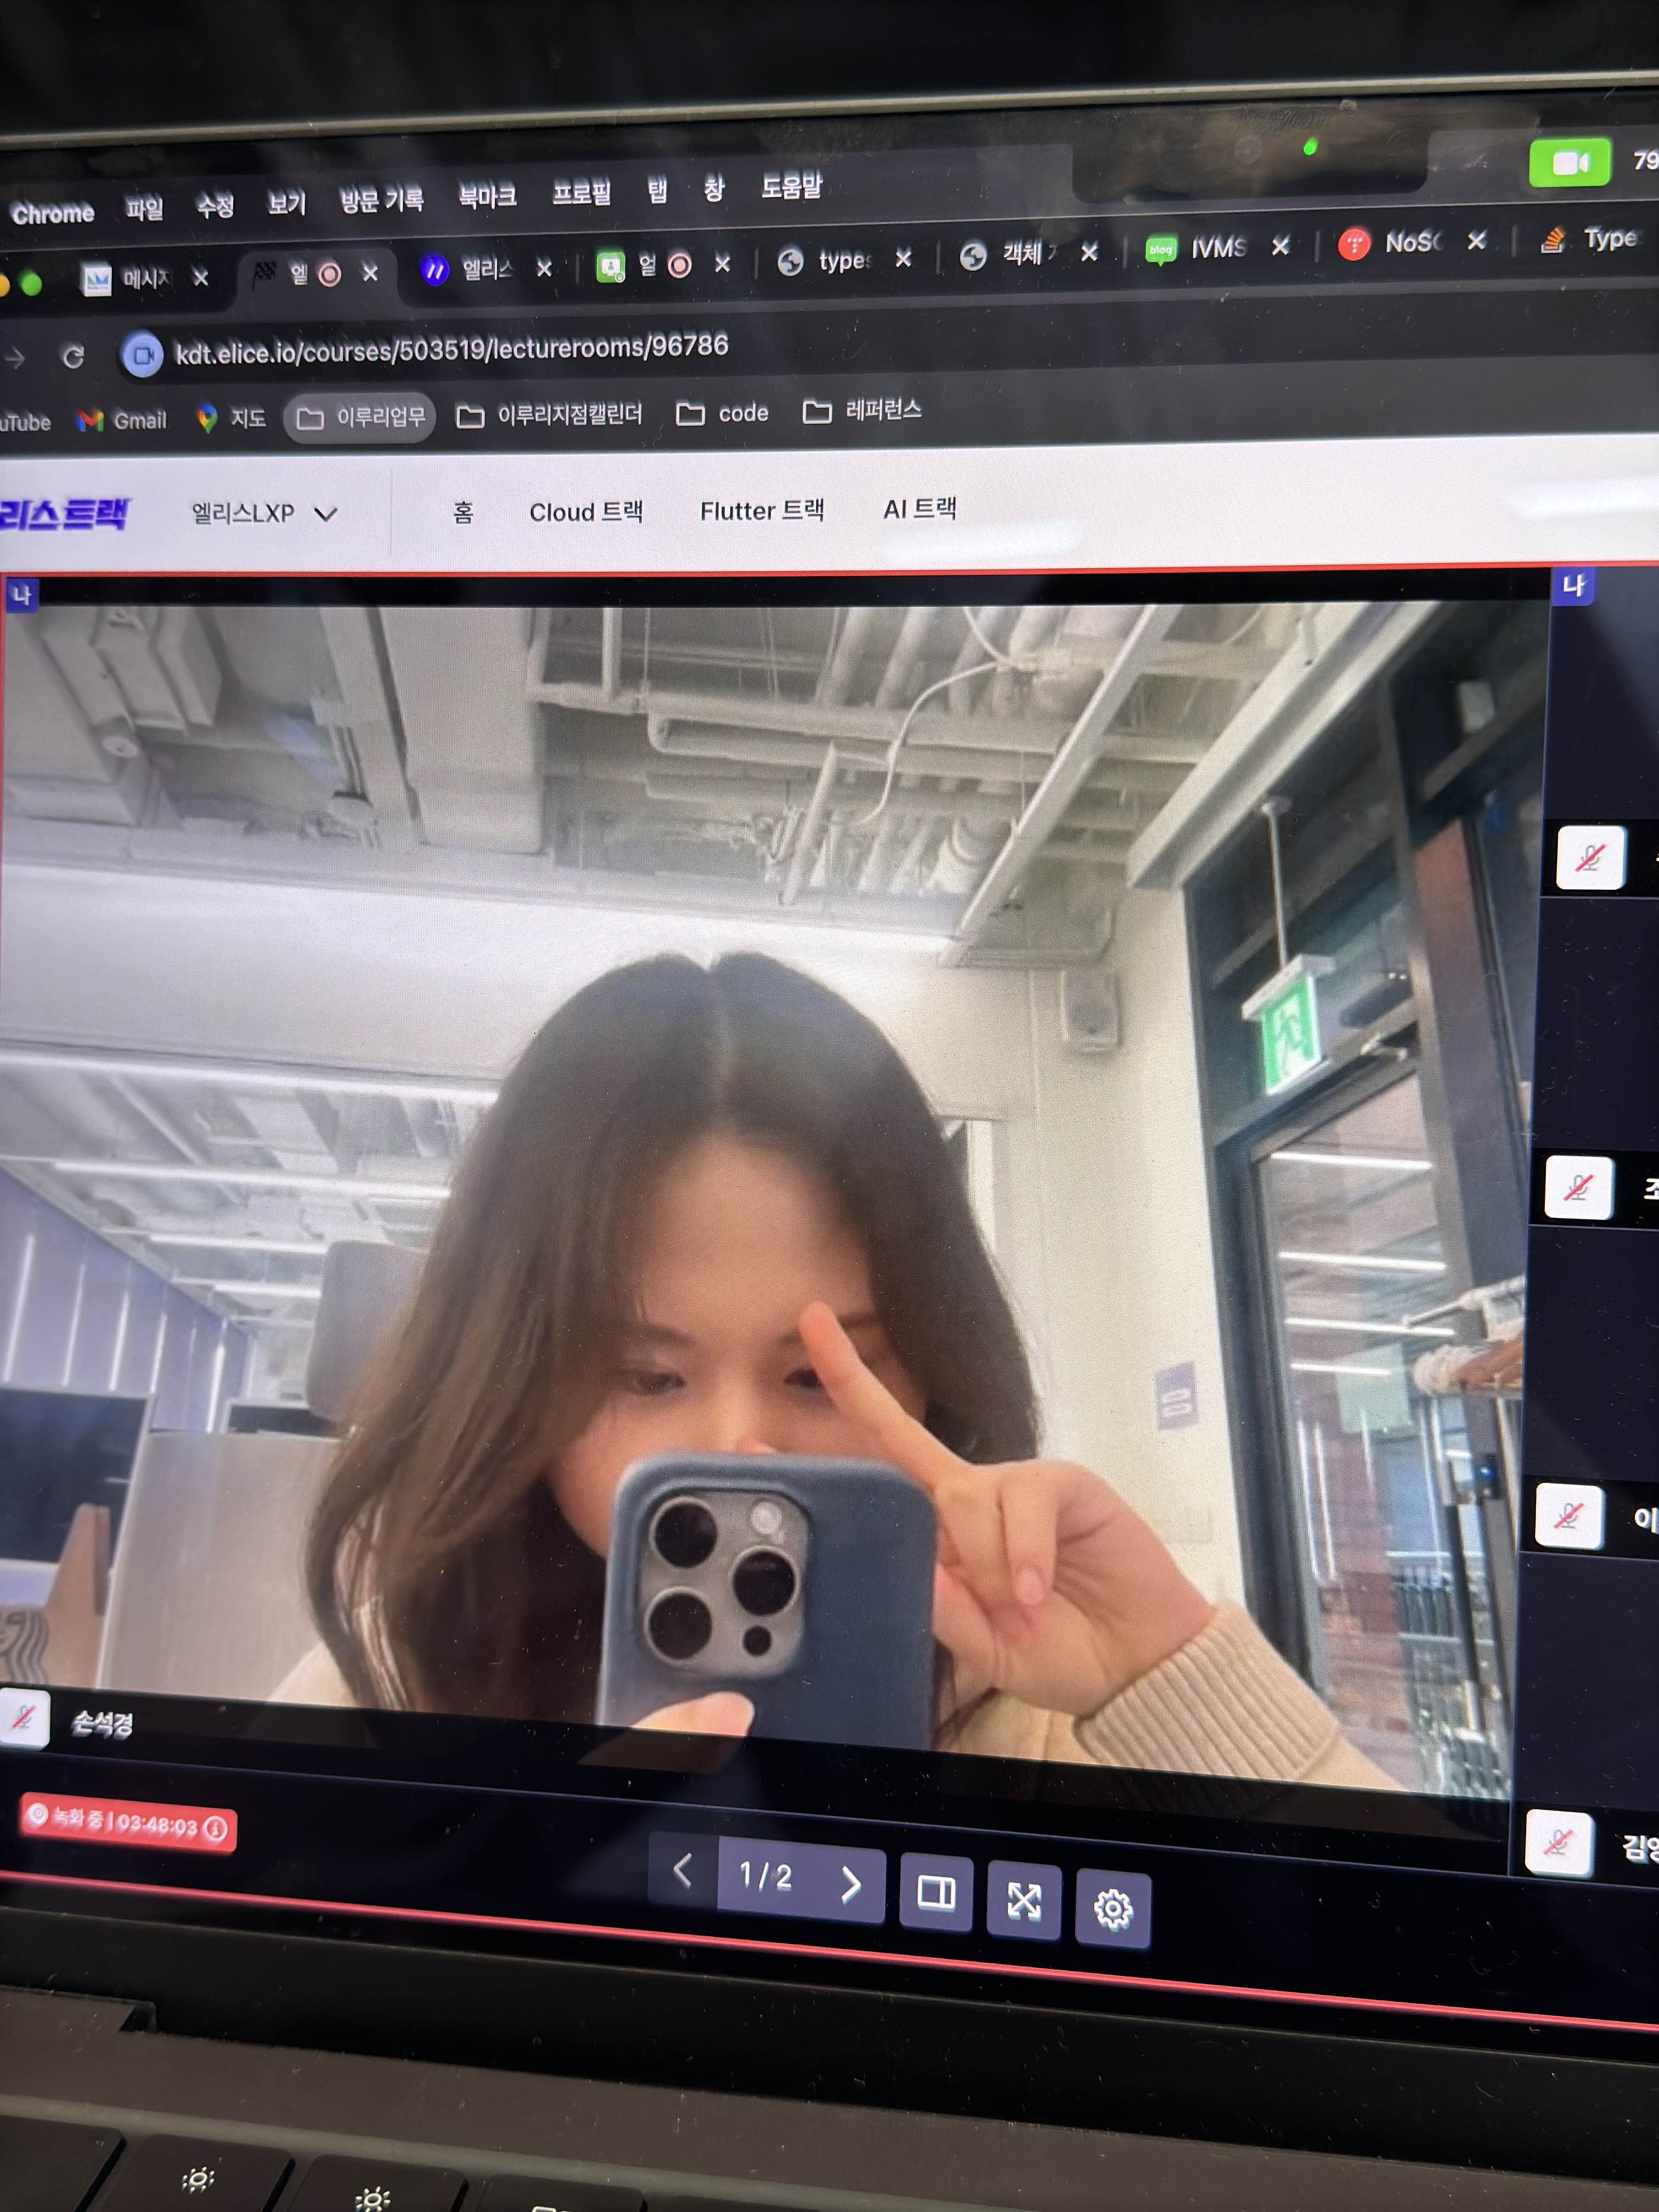 Chrome 파일 수정 보기 방문 기록 북마크 프로필 탭 창 도움말
79
메시지 엘 엘리스 얼 types 객체 blog IVMS NoSQ Type
kdt.elice.io/courses/503519/lecturerooms/96786
uTube Gmail 지도 이루리업무 이루리지점캘린더 code 레퍼런스
리스트랙 엘리스LXP 홈 Cloud 트랙 Flutter 트랙 AI 트랙
나 나
조
이
손석경
녹화 중 | 03:48:03
1/2